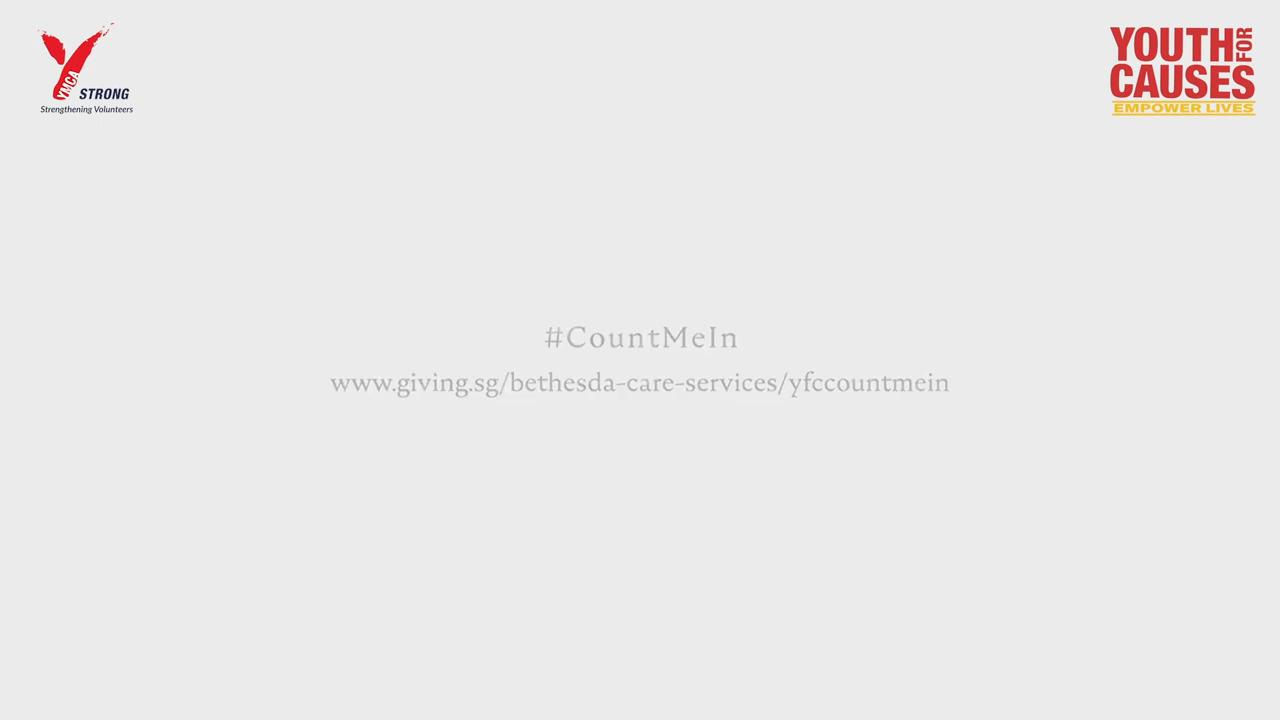 YMCA
STRONG
Strengthening Volunteers
YOUTH FOR
CAUSES
EMPOWER LIVES
#CountMeIn
www.giving.sg/bethesda-care-services/yfccountmein